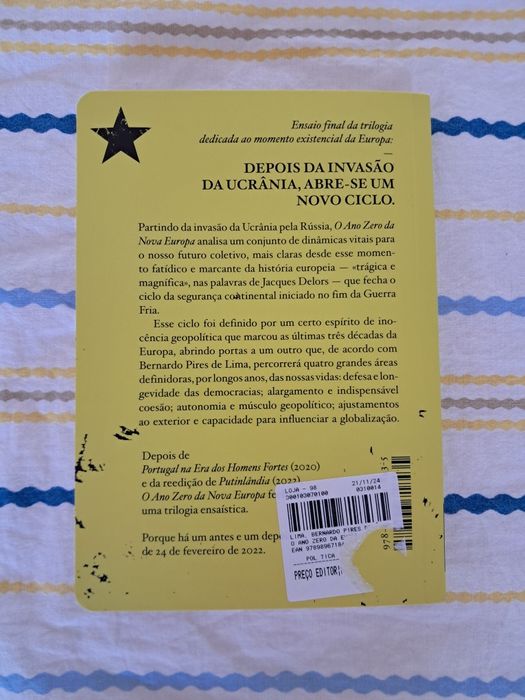 Ensaio final da trilogia
dedicada ao momento existencial da Europa:
—
DEPOIS DA INVASÃO
DA UCRÂNIA, ABRE-SE UM
NOVO CICLO.
Partindo da invasão da Ucrânia pela Rússia, O Ano Zero da
Nova Europa analisa um conjunto de dinâmicas vitais para
o nosso futuro coletivo, mais claras desde esse momen-
to fatídico e marcante da história europeia — «trágica e
magnífica», nas palavras de Jacques Delors — que fecha o
ciclo da segurança continental iniciado no fim da Guerra
Fria.
Esse ciclo foi definido por um certo espírito de ino-
cência geopolítica que marcou as últimas três décadas da
Europa, abrindo portas a um outro que, de acordo com
Bernardo Pires de Lima, percorrerá quatro grandes áreas
definidoras, por longos anos, das nossas vidas: defesa e lon-
gevidade das democracias; alargamento e indispensável
coesão; autonomia e músculo geopolítico; ajustamentos
ao exterior e capacidade para influenciar a globalização.
Depois de
Portugal na Era dos Homens Fortes (2020)
e da reedição de Putinlândia (2022)
O Ano Zero da Nova Europa
uma trilogia ensaística.
Porque há um antes e um
de 24 de fevereiro de 2022.
LOJA - 98 21/11/24
300103070100 0310014
LIMA, BERNARDO PIRES
O ANO ZERO DA
EAN
PREÇO
978-
3-5